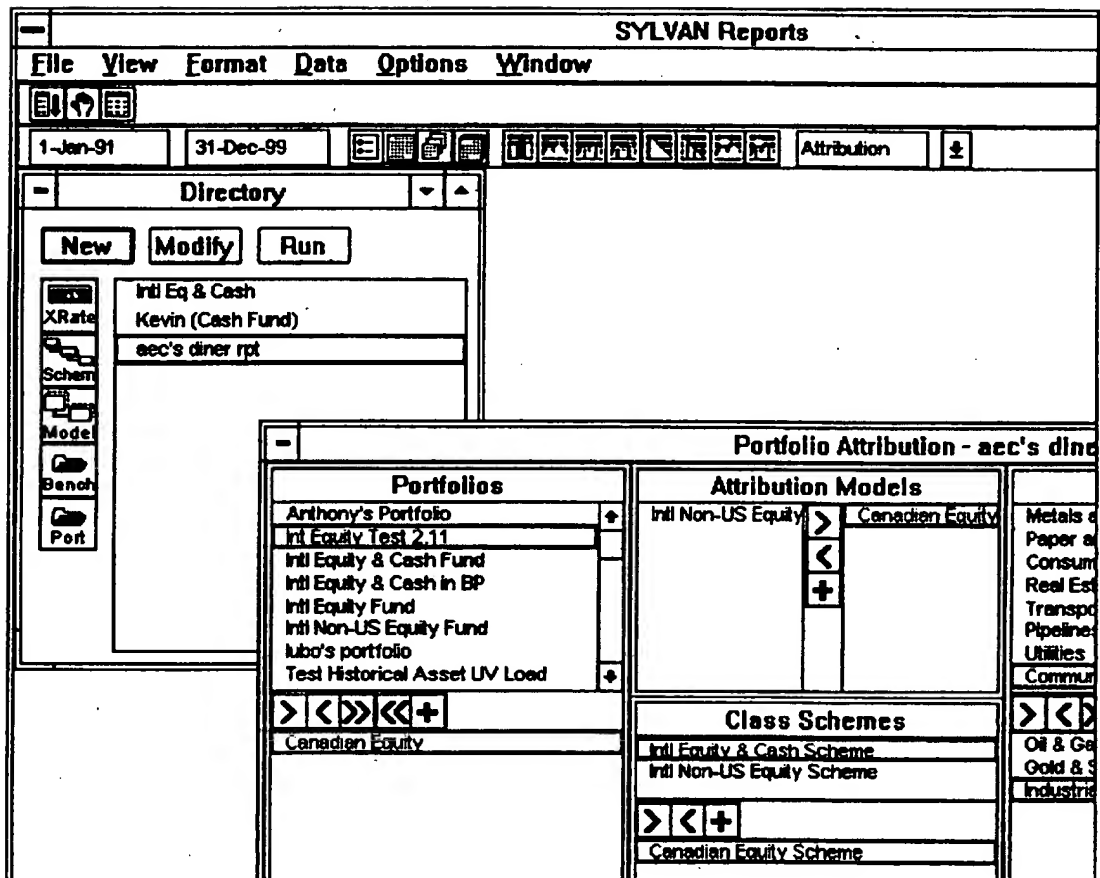 SYLVAN Reports
File View Format Data Options Window
1-Jan-91 31-Dec-99 Attribution
Directory
New Modify Run
XRate
Schem
Model
Bench
Port
Intl Eq & Cash
Kevin (Cash Fund)
aec's diner rpt
Portfolio Attribution - aec's dine
Portfolios
Anthony's Portfolio
Int Equity Test 2.11
Intl Equity & Cash Fund
Intl Equity & Cash in BP
Intl Equity Fund
Intl Non-US Equity Fund
lubo's portfolio
Test Historical Asset UV Load
> < >> << +
Canadian Equity
Attribution Models
Intl Non-US Equity
>
<
+
Canadian Equity
Class Schemes
Intl Equity & Cash Scheme
Intl Non-US Equity Scheme
> < +
Canadian Equity Scheme
Metals a
Paper a
Consum
Real Est
Transpo
Pipelines
Utilities
Commun
> <
Oil & Ga
Gold & S
Industrie